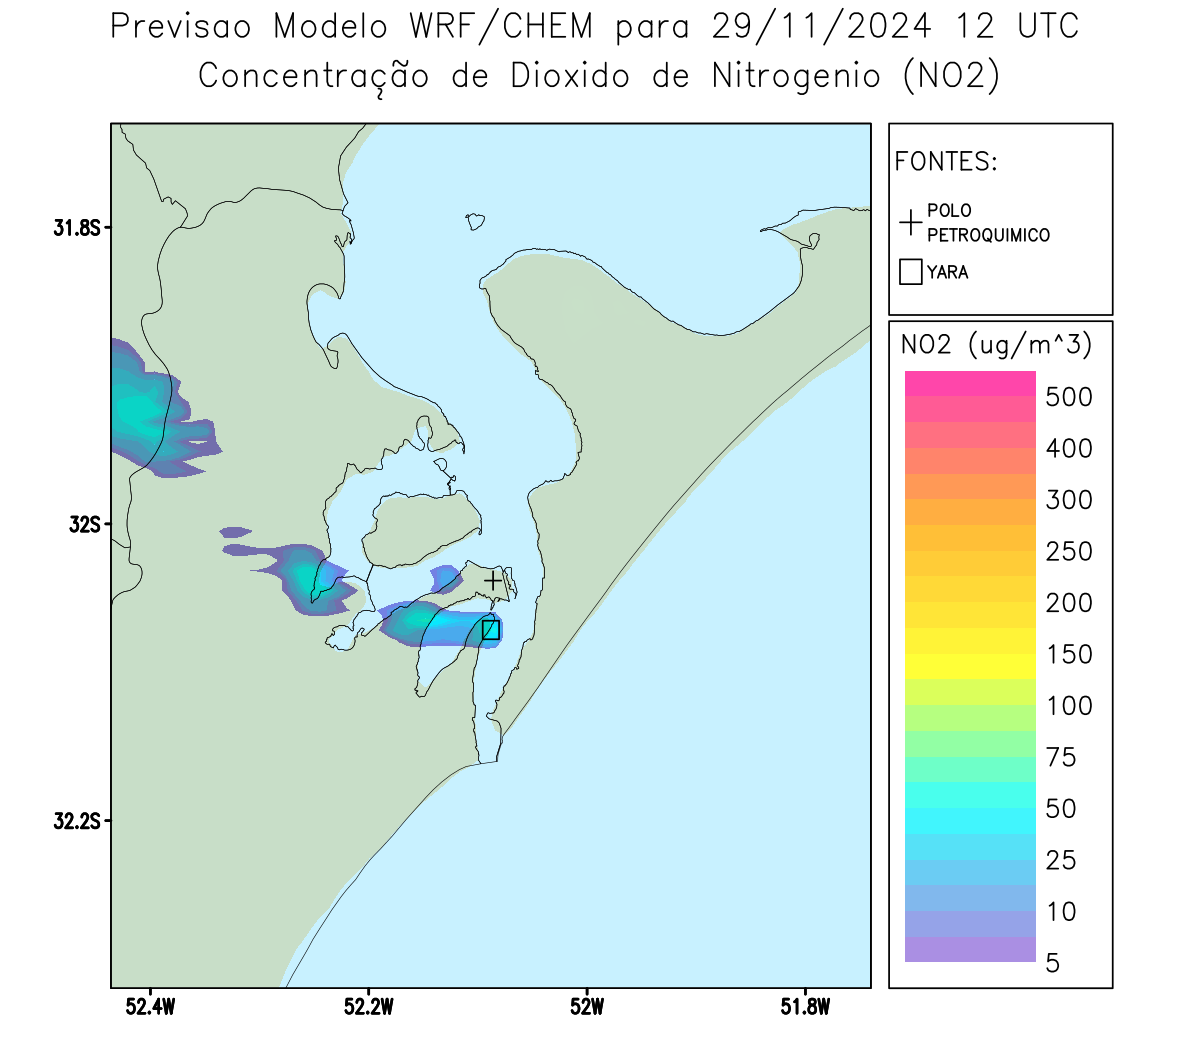 Previsao Modelo WRF/CHEM para 29/11/2024 12 UTC
Concentração de Dioxido de Nitrogenio (NO2)
FONTES:
POLO
PETROQUIMICO
YARA
NO2 (ug/m^3)
500
400
300
250
200
150
100
75
50
25
10
5
31.8S
32S
32.2S
52.4W
52.2W
52W
51.8W